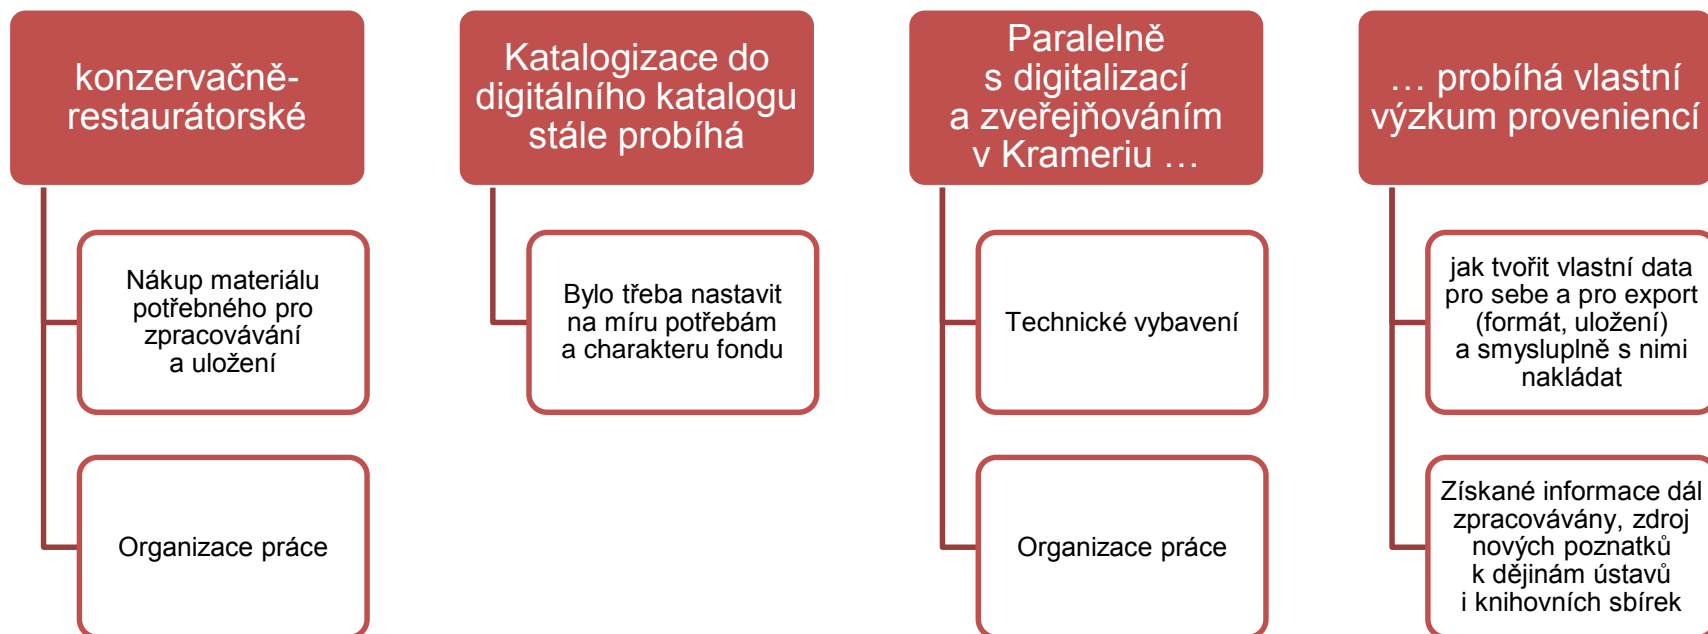 konzervačně-
restaurátorské
Nákup materiálu
potřebného pro
zpracovávání
a uložení
Organizace práce
Katalogizace do
digitálního katalogu
stále probíhá
Bylo třeba nastavit
na míru potřebám
a charakteru fondu
Paralelně
s digitalizací
a zveřejňováním
v Krameriu …
Technické vybavení
Organizace práce
… probíhá vlastní
výzkum proveniencí
jak tvořit vlastní data
pro sebe a pro export
(formát, uložení)
a smysluplně s nimi
nakládat
Získané informace dál
zpracovávány, zdroj
nových poznatků
k dějinám ústavů
i knihovních sbírek